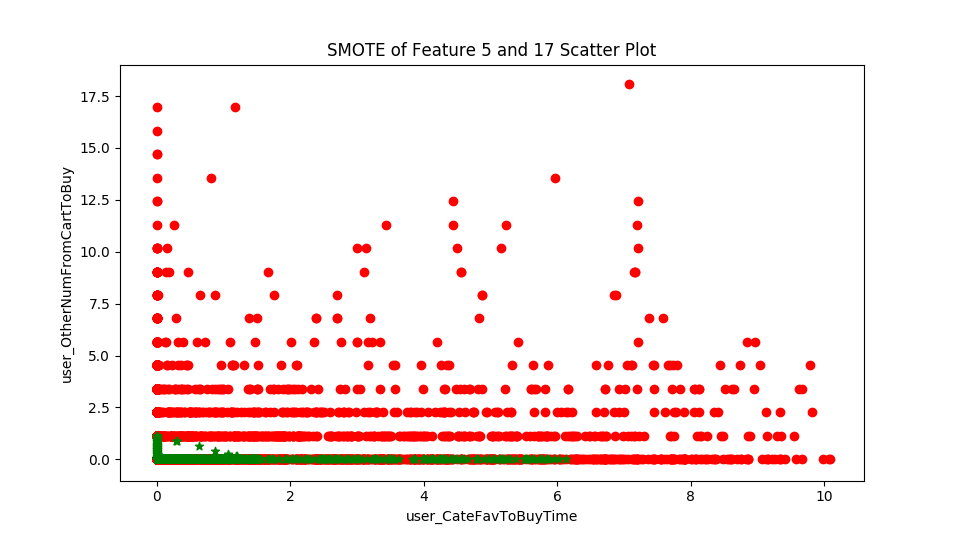 SMOTE of Feature 5 and 17 Scatter Plot
user_OtherNumFromCartToBuy
17.5
15.0
12.5
10.0
7.5
5.0
2.5
0.0
0 2 4 6 8 10
user_CateFavToBuyTime